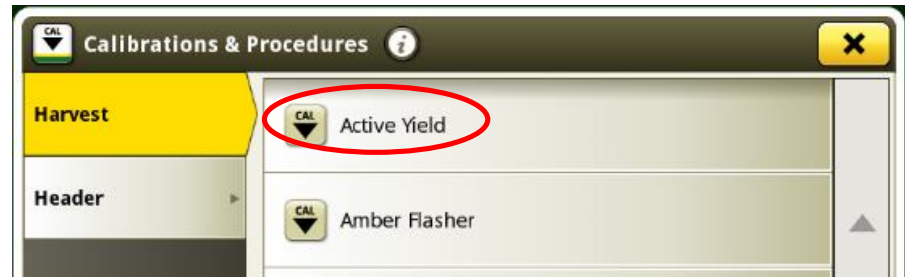 CAL Calibrations & Procedures i
Harvest
CAL Active Yield
Header
CAL Amber Flasher